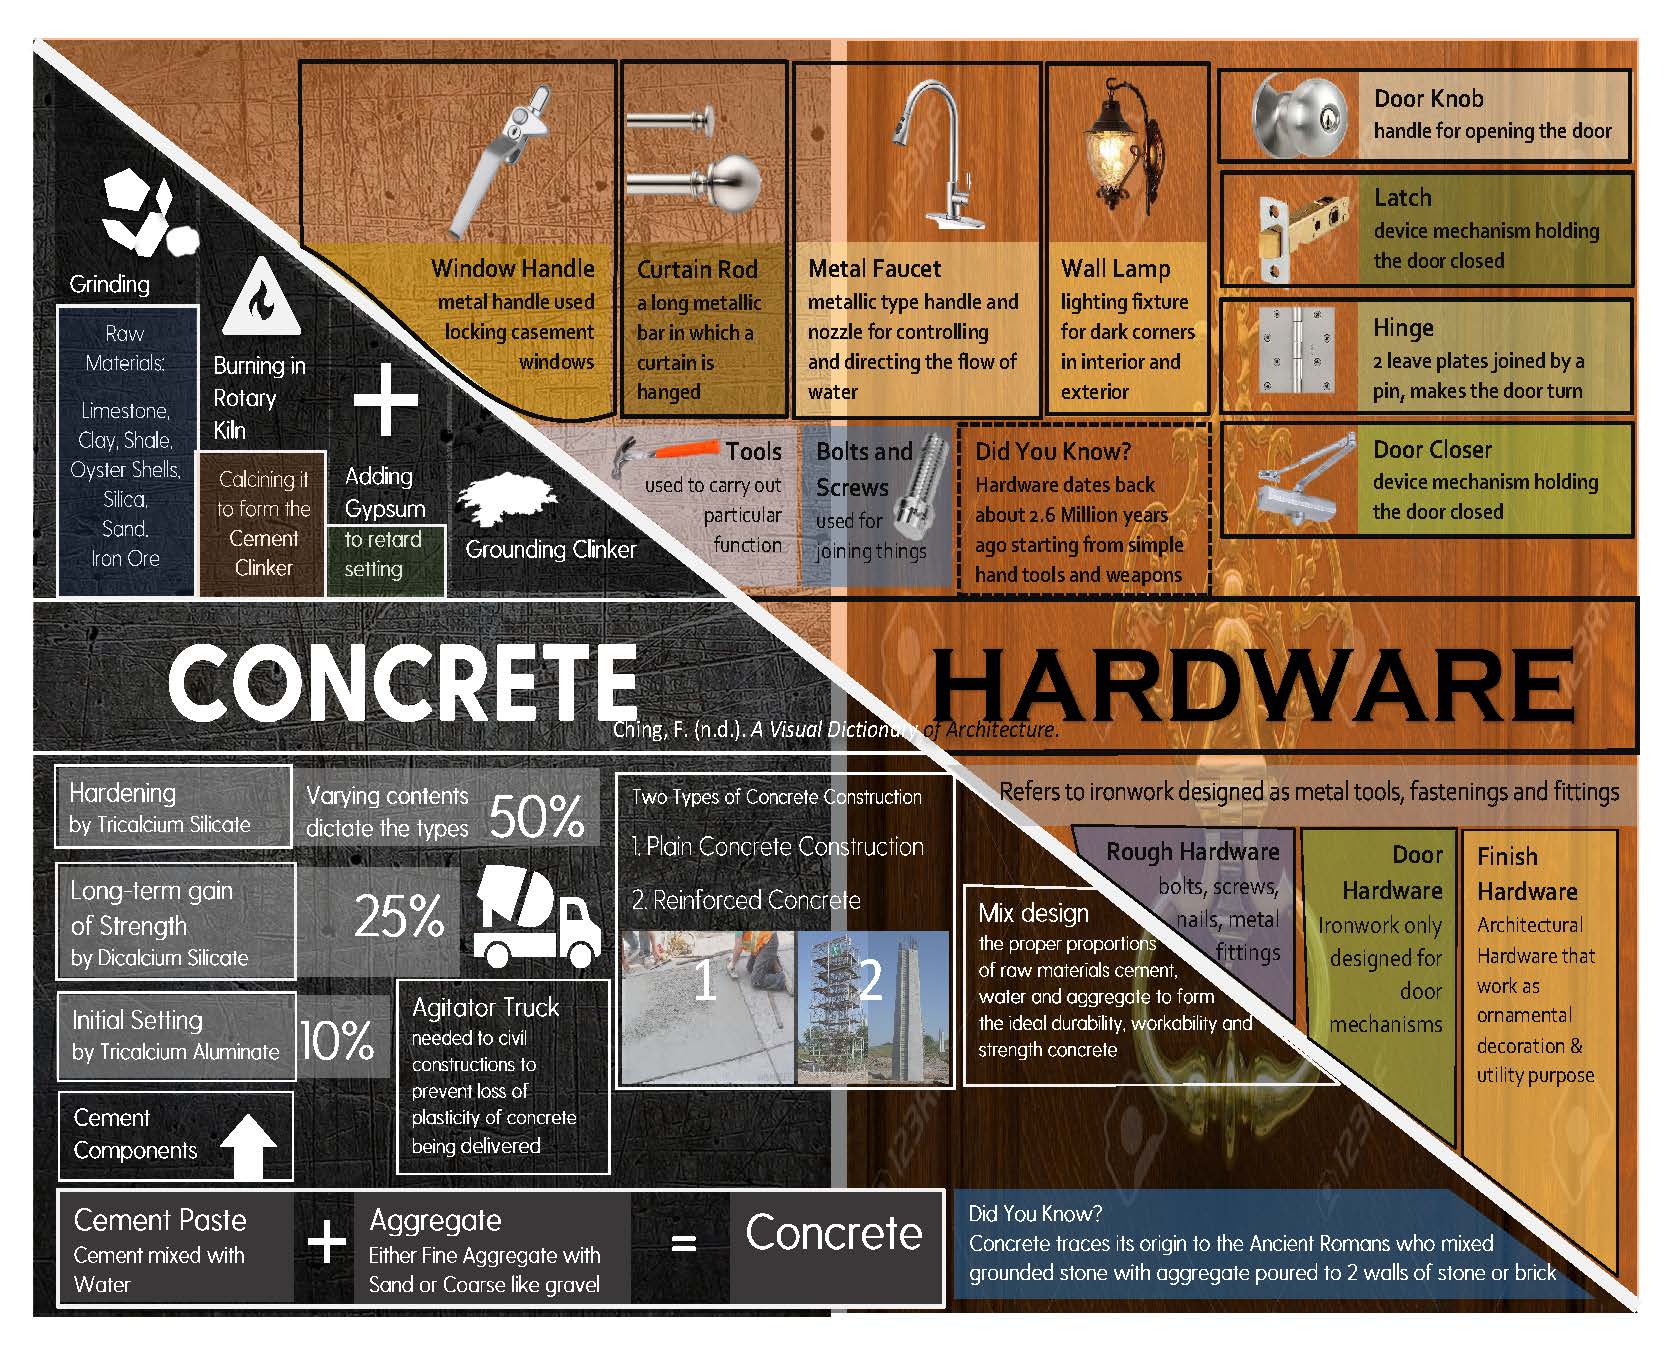 Grinding
Raw
Materials:
Limestone,
Clay, Shale,
Oyster Shells,
Silica,
Sand,
Iron Ore
Burning in
Rotary
Kiln
Calcining it
to form the
Cement
Clinker
+
Adding
Gypsum
to retard
setting
Grounding Clinker
Window Handle
metal handle used
locking casement
windows
Curtain Rod
a long metallic
bar in which a
curtain is
hanged
Metal Faucet
metallic type handle and
nozzle for controlling
and directing the flow of
water
Wall Lamp
lighting fixture
for dark corners
in interior and
exterior
Door Knob
handle for opening the door
Latch
device mechanism holding
the door closed
Hinge
2 leave plates joined by a
pin, makes the door turn
Door Closer
device mechanism holding
the door closed
Tools
used to carry out
particular
function
Bolts and
Screws
used for
joining things
Did You Know?
Hardware dates back
about 2.6 Million years
ago starting from simple
hand tools and weapons
CONCRETE
HARDWARE
Ching, F. (n.d.). A Visual Dictionary of Architecture.
Hardening
by Tricalcium Silicate
Varying contents
dictate the types
50%
Long-term gain
of Strength
by Dicalcium Silicate
25%
Initial Setting
by Tricalcium Aluminate
10%
Cement
Components
Agitator Truck
needed to civil
constructions to
prevent loss of
plasticity of concrete
being delivered
Two Types of Concrete Construction
1. Plain Concrete Construction
2. Reinforced Concrete
1
2
Mix design
the proper proportions
of raw materials cement,
water and aggregate to form
the ideal durability, workability and
strength concrete
Refers to ironwork designed as metal tools, fastenings and fittings
Rough Hardware
bolts, screws,
nails, metal
fittings
Door
Hardware
Ironwork only
designed for
door
mechanisms
Finish
Hardware
Architectural
Hardware that
work as
ornamental
decoration &
utility purpose
Cement Paste
Cement mixed with
Water
+
Aggregate
Either Fine Aggregate with
Sand or Coarse like gravel
=
Concrete
Did You Know?
Concrete traces its origin to the Ancient Romans who mixed
grounded stone with aggregate poured to 2 walls of stone or brick
123RF